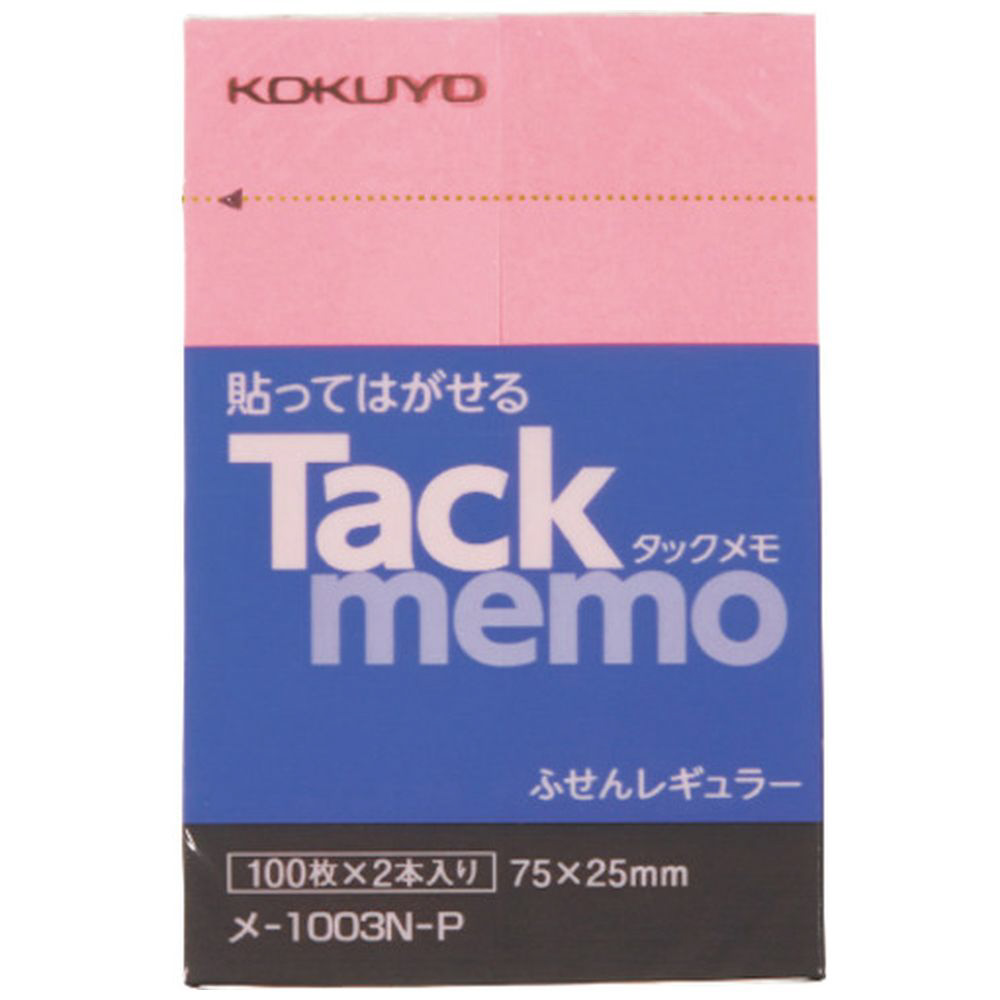 KOKUYO
貼ってはがせる
Tack
タックメモ
memo
ふせんレギュラー
100枚×2本入り 75×25mm
メ-1003N-P